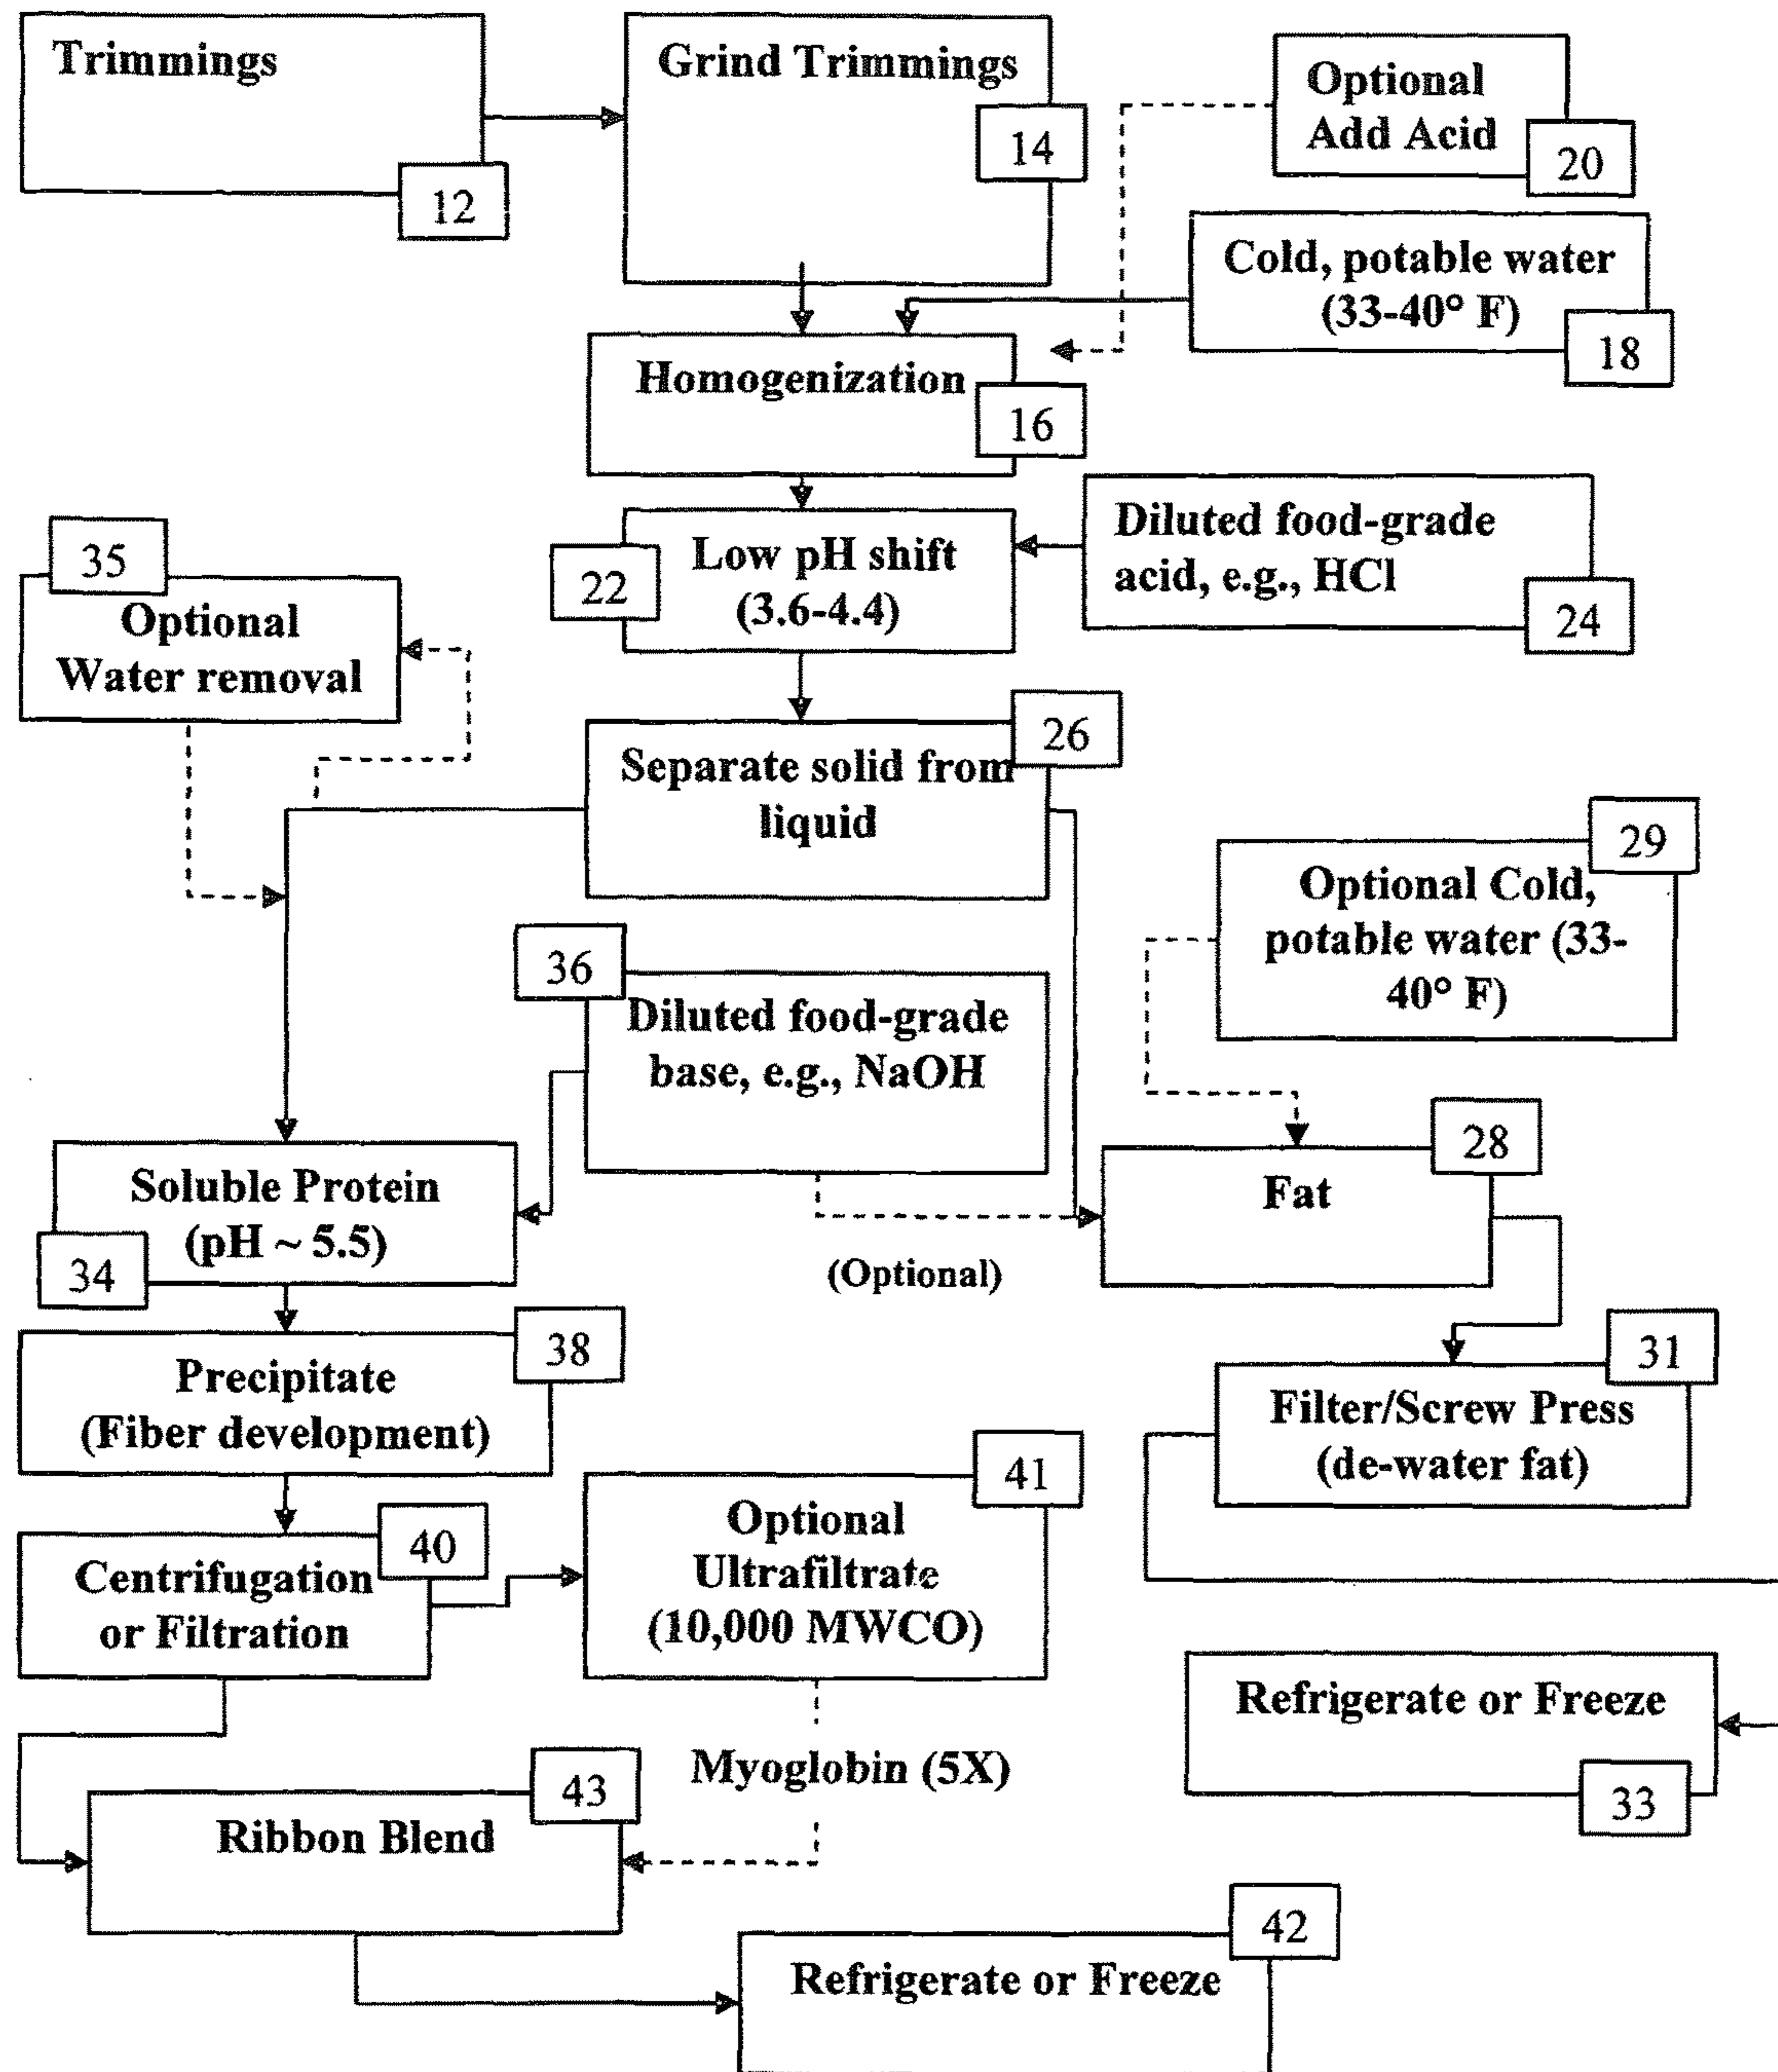 Trimmings
12
Grind Trimmings
14
Optional
Add Acid
20
Cold, potable water
(33-40° F)
18
Homogenization
16
Low pH shift
(3.6-4.4)
22
Diluted food-grade
acid, e.g., HCl
24
35
Optional
Water removal
26
Separate solid from
liquid
29
Optional Cold,
potable water (33-
40° F)
36
Diluted food-grade
base, e.g., NaOH
Soluble Protein
(pH ~ 5.5)
34
(Optional)
28
Fat
38
Precipitate
(Fiber development)
31
Filter/Screw Press
(de-water fat)
40
Centrifugation
or Filtration
41
Optional
Ultrafiltrate
(10,000 MWCO)
Refrigerate or Freeze
33
Myoglobin (5X)
43
Ribbon Blend
42
Refrigerate or Freeze